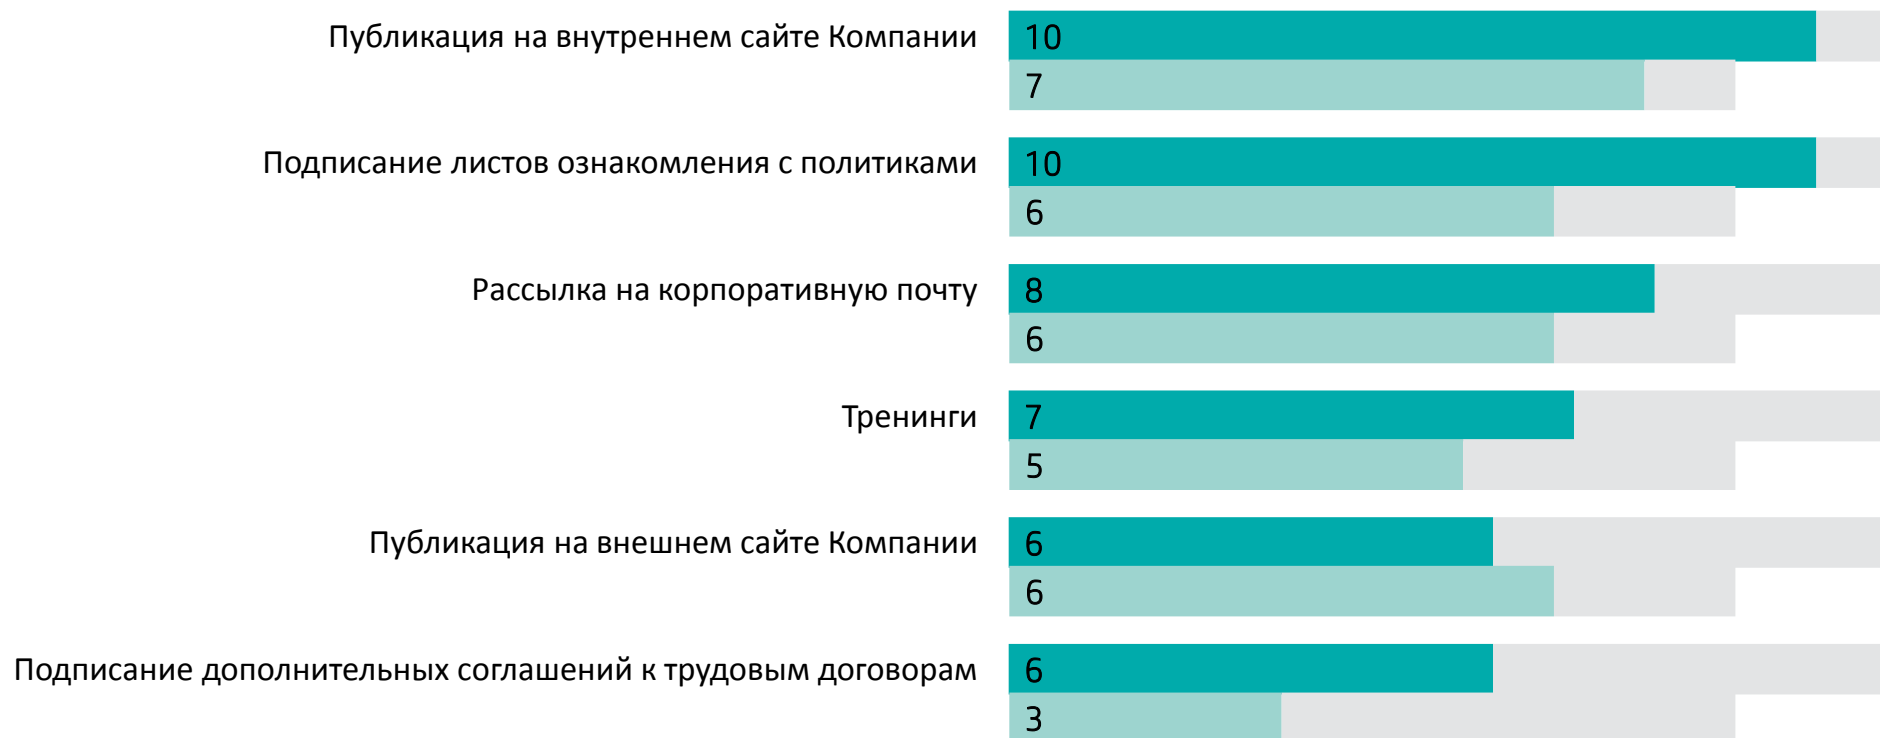 Публикация на внутреннем сайте Компании 10
7
Подписание листов ознакомления с политиками 10
6
Рассылка на корпоративную почту 8
6
Тренинги 7
5
Публикация на внешнем сайте Компании 6
6
Подписание дополнительных соглашений к трудовым договорам 6
3